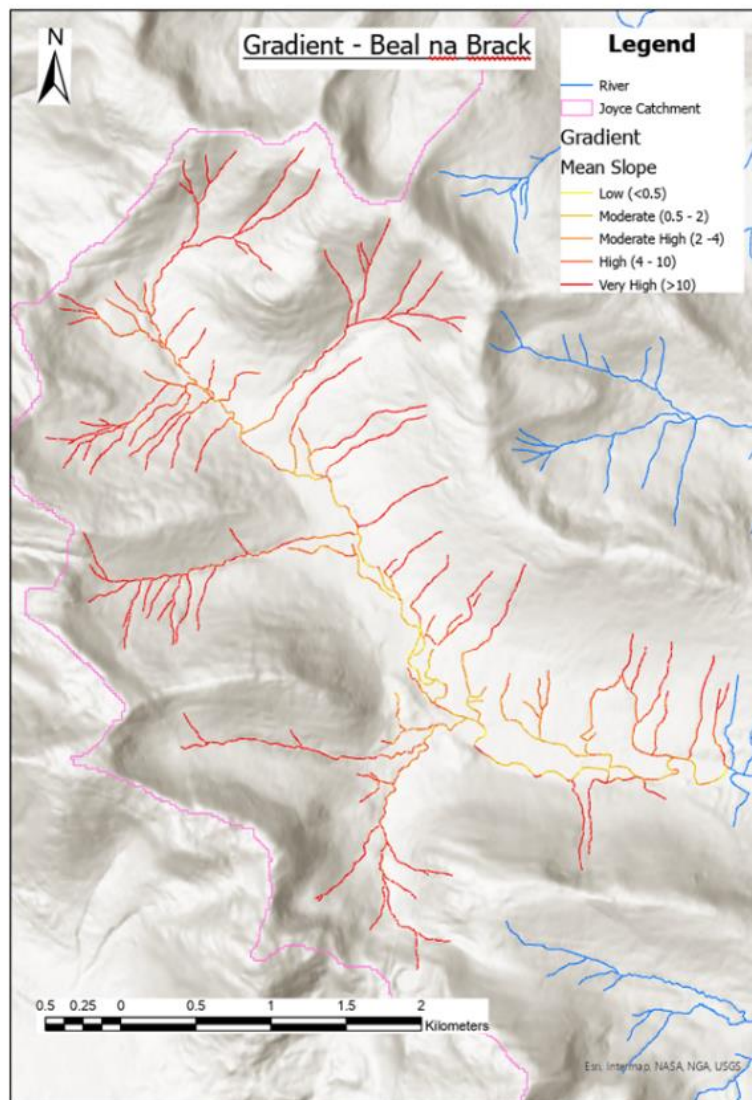 N
Gradient - Beal na Brack
Legend
River
Joyce Catchment
Gradient
Mean Slope
Low (<0.5)
Moderate (0.5 - 2)
Moderate High (2 -4)
High (4 - 10)
Very High (>10)
0.5 0.25 0 0.5 1 1.5 2
Kilometers
Esri, Intermap, NASA, NGA, USGS